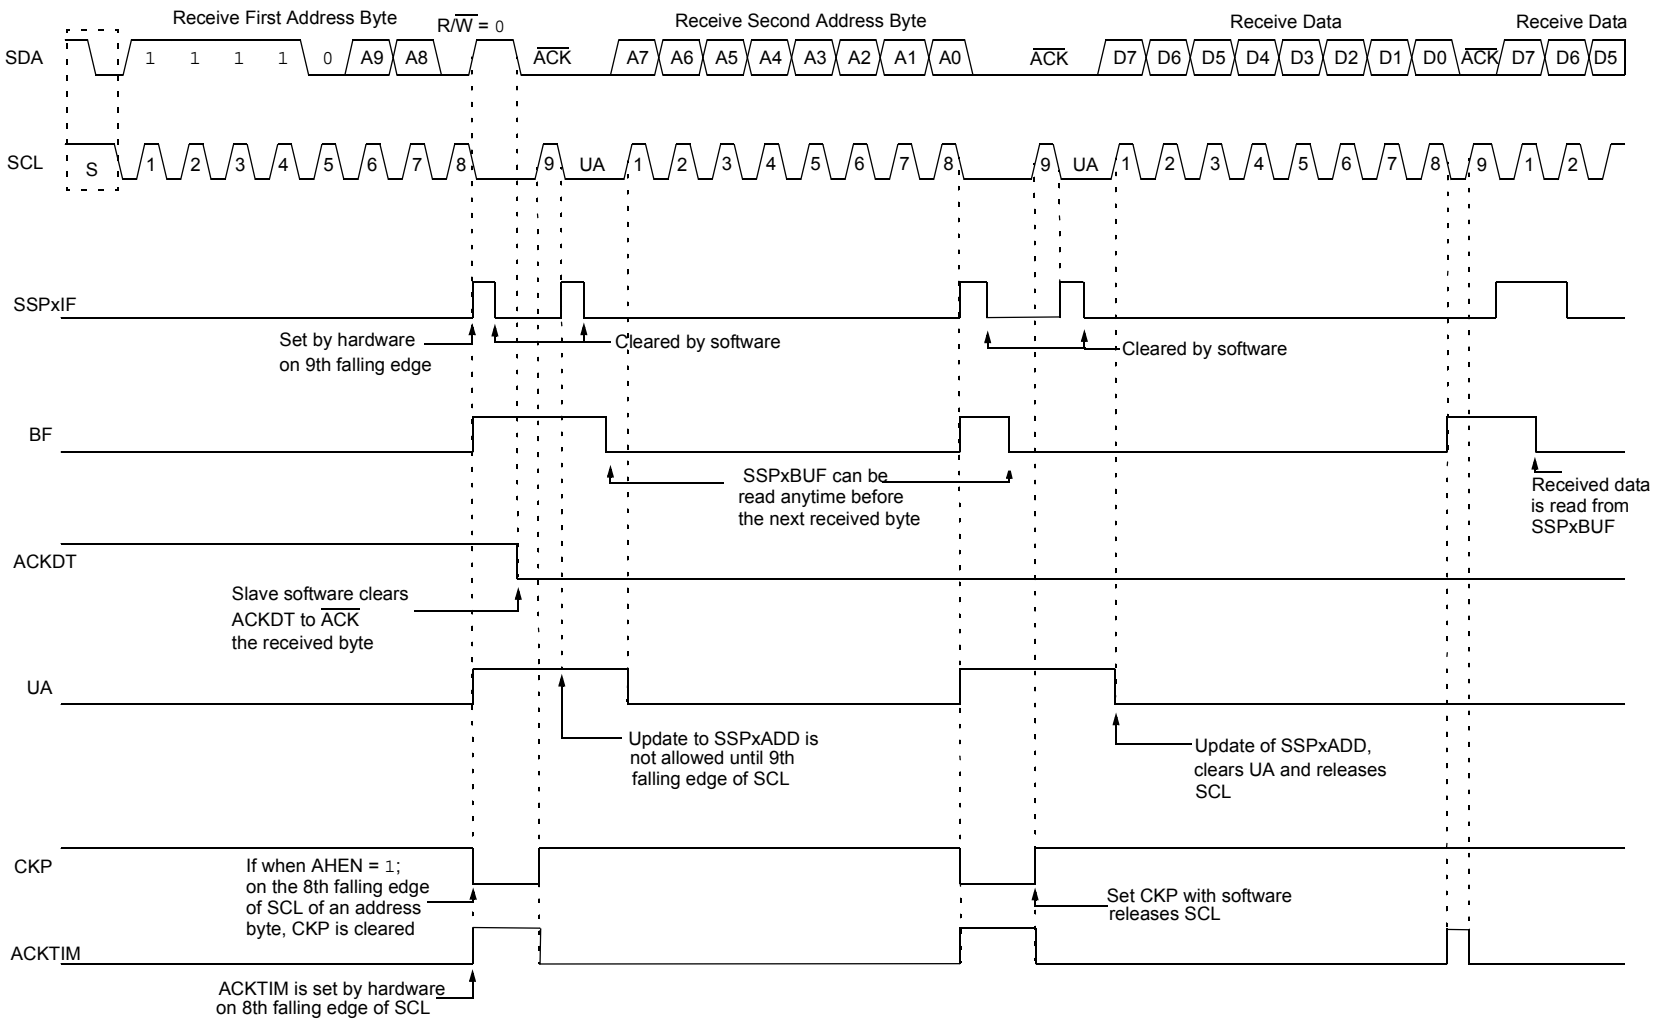 Receive First Address Byte
R/W = 0
Receive Second Address Byte
Receive Data
Receive Data
SDA
1 1 1 1 0 A9 A8
ACK
A7 A6 A5 A4 A3 A2 A1 A0
ACK
D7 D6 D5 D4 D3 D2 D1 D0 ACK D7 D6 D5
SCL
S 1 2 3 4 5 6 7 8 9 UA 1 2 3 4 5 6 7 8 9 UA 1 2 3 4 5 6 7 8 9 1 2
SSPxIF
Set by hardware
on 9th falling edge
Cleared by software
Cleared by software
BF
SSPxBUF can be
read anytime before
the next received byte
Received data
is read from
SSPxBUF
ACKDT
Slave software clears
ACKDT to ACK
the received byte
UA
Update to SSPxADD is
not allowed until 9th
falling edge of SCL
Update of SSPxADD,
clears UA and releases
SCL
CKP
If when AHEN = 1;
on the 8th falling edge
of SCL of an address
byte, CKP is cleared
Set CKP with software
releases SCL
ACKTIM
ACKTIM is set by hardware
on 8th falling edge of SCL